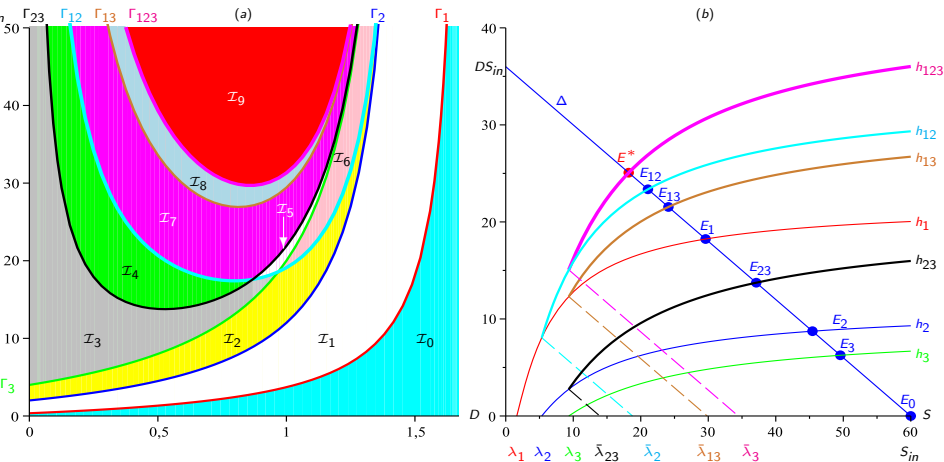 n Γ23 Γ12 Γ13 Γ123 (a) Γ2 Γ1
50
40
30
20
10
0
Γ3
I9
I8
I7
I6
I5
I4
I3
I2
I1
I0
0 0,5 1 1,5
(b)
40
DSin
30
20
10
0
D
Δ
E*
E12
E13
E1
E23
E2
E3
E0
h123
h12
h13
h1
h23
h2
h3
S
0 10 20 30 40 50 60
λ1 λ2 λ3 λ̄23 λ̄2 λ̄13 λ̄3 Sin